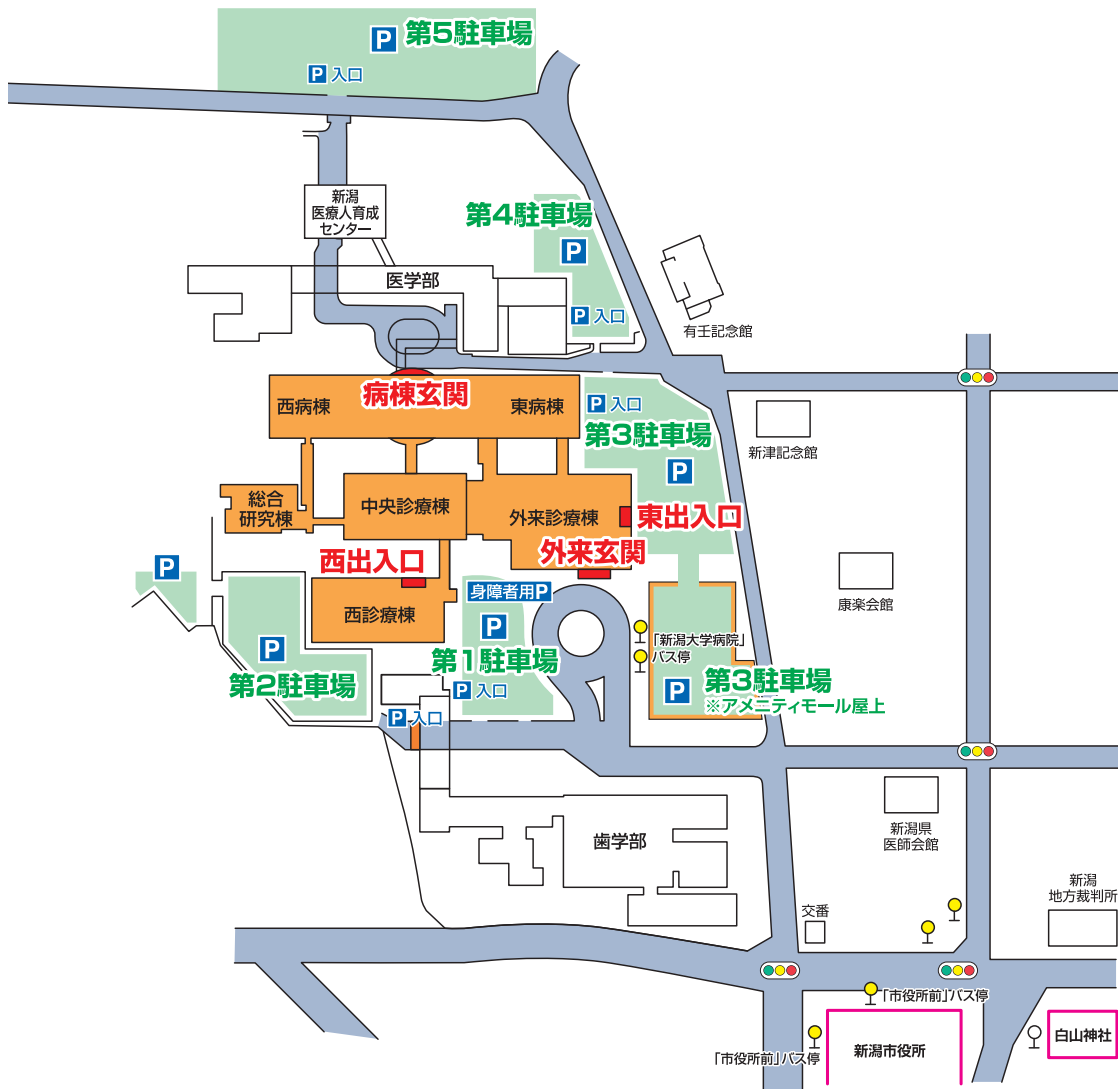 P 第5駐車場
P 入口
新潟
医療人育成
センター
第4駐車場
P
医学部
P 入口
有壬記念館
病棟玄関
西病棟
東病棟
P 入口
第3駐車場
P
新津記念館
総合
研究棟
中央診療棟
外来診療棟
東出入口
西出入口
外来玄関
P
身障者用P
康楽会館
西診療棟
P
「新潟大学病院」
バス停
P
第1駐車場
第2駐車場
P 入口
P
第3駐車場
※アメニティモール屋上
P 入口
新潟県
医師会館
歯学部
新潟
地方裁判所
交番
「市役所前」バス停
「市役所前」バス停
新潟市役所
白山神社